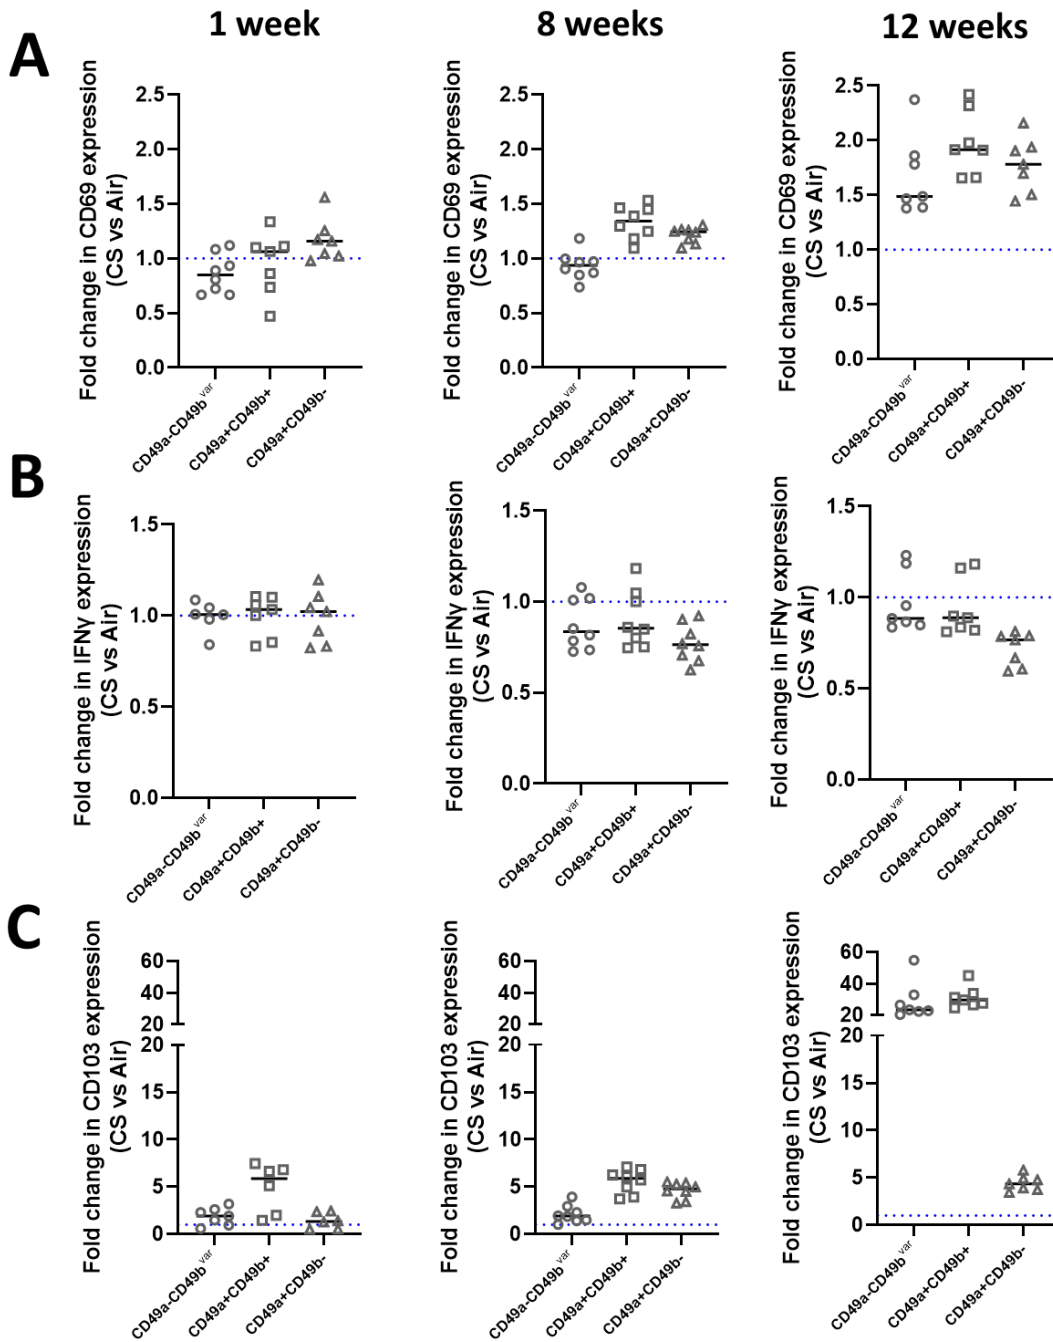 1 week
8 weeks
12 weeks
A
Fold change in CD69 expression
(CS vs Air)
2.5
2.0
1.5
1.0
0.5
0.0
CD49a-CD49b^var
CD49a+CD49b+
CD49a+CD49b-
Fold change in CD69 expression
(CS vs Air)
2.5
2.0
1.5
1.0
0.5
0.0
CD49a-CD49b^var
CD49a+CD49b+
CD49a+CD49b-
Fold change in CD69 expression
(CS vs Air)
2.5
2.0
1.5
1.0
0.5
0.0
CD49a-CD49b^var
CD49a+CD49b+
CD49a+CD49b-
B
Fold change in IFNγ expression
(CS vs Air)
1.5
1.0
0.5
0.0
CD49a-CD49b^var
CD49a+CD49b+
CD49a+CD49b-
Fold change in IFNγ expression
(CS vs Air)
1.5
1.0
0.5
0.0
CD49a-CD49b^var
CD49a+CD49b+
CD49a+CD49b-
Fold change in IFNγ expression
(CS vs Air)
1.5
1.0
0.5
0.0
CD49a-CD49b^var
CD49a+CD49b+
CD49a+CD49b-
C
Fold change in CD103 expression
(CS vs Air)
60
40
20
20
15
10
5
0
CD49a-CD49b^var
CD49a+CD49b+
CD49a+CD49b-
Fold change in CD103 expression
(CS vs Air)
60
40
20
20
15
10
5
0
CD49a-CD49b^var
CD49a+CD49b+
CD49a+CD49b-
Fold change in CD103 expression
(CS vs Air)
60
40
20
20
15
10
5
0
CD49a-CD49b^var
CD49a+CD49b+
CD49a+CD49b-